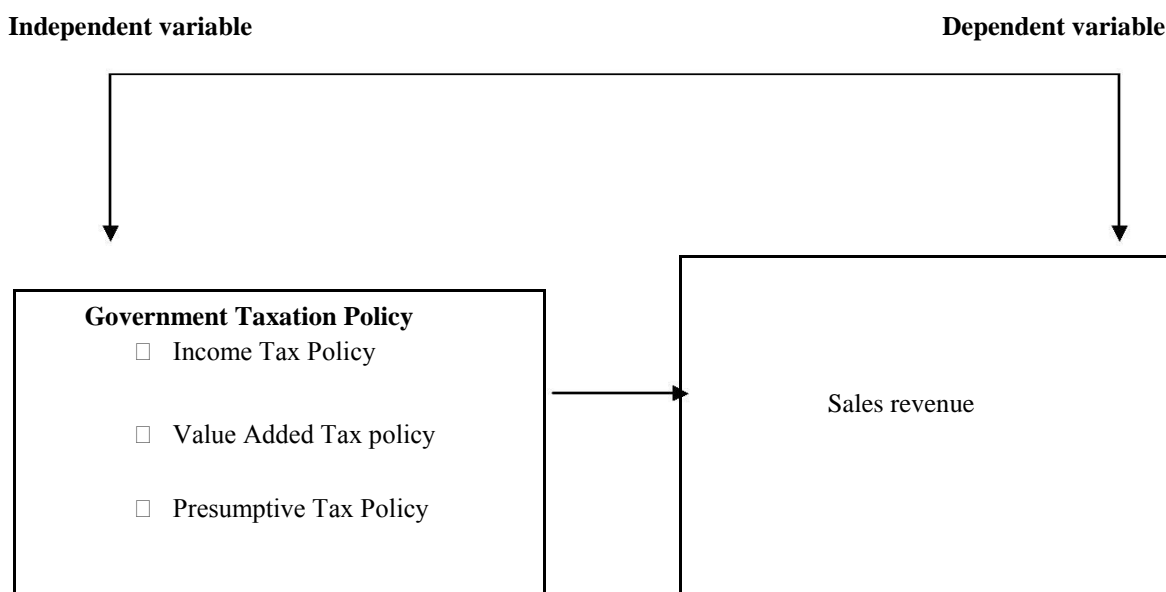 Independent variable Dependent variable
Government Taxation Policy
□ Income Tax Policy
Sales revenue
□ Value Added Tax policy
□ Presumptive Tax Policy